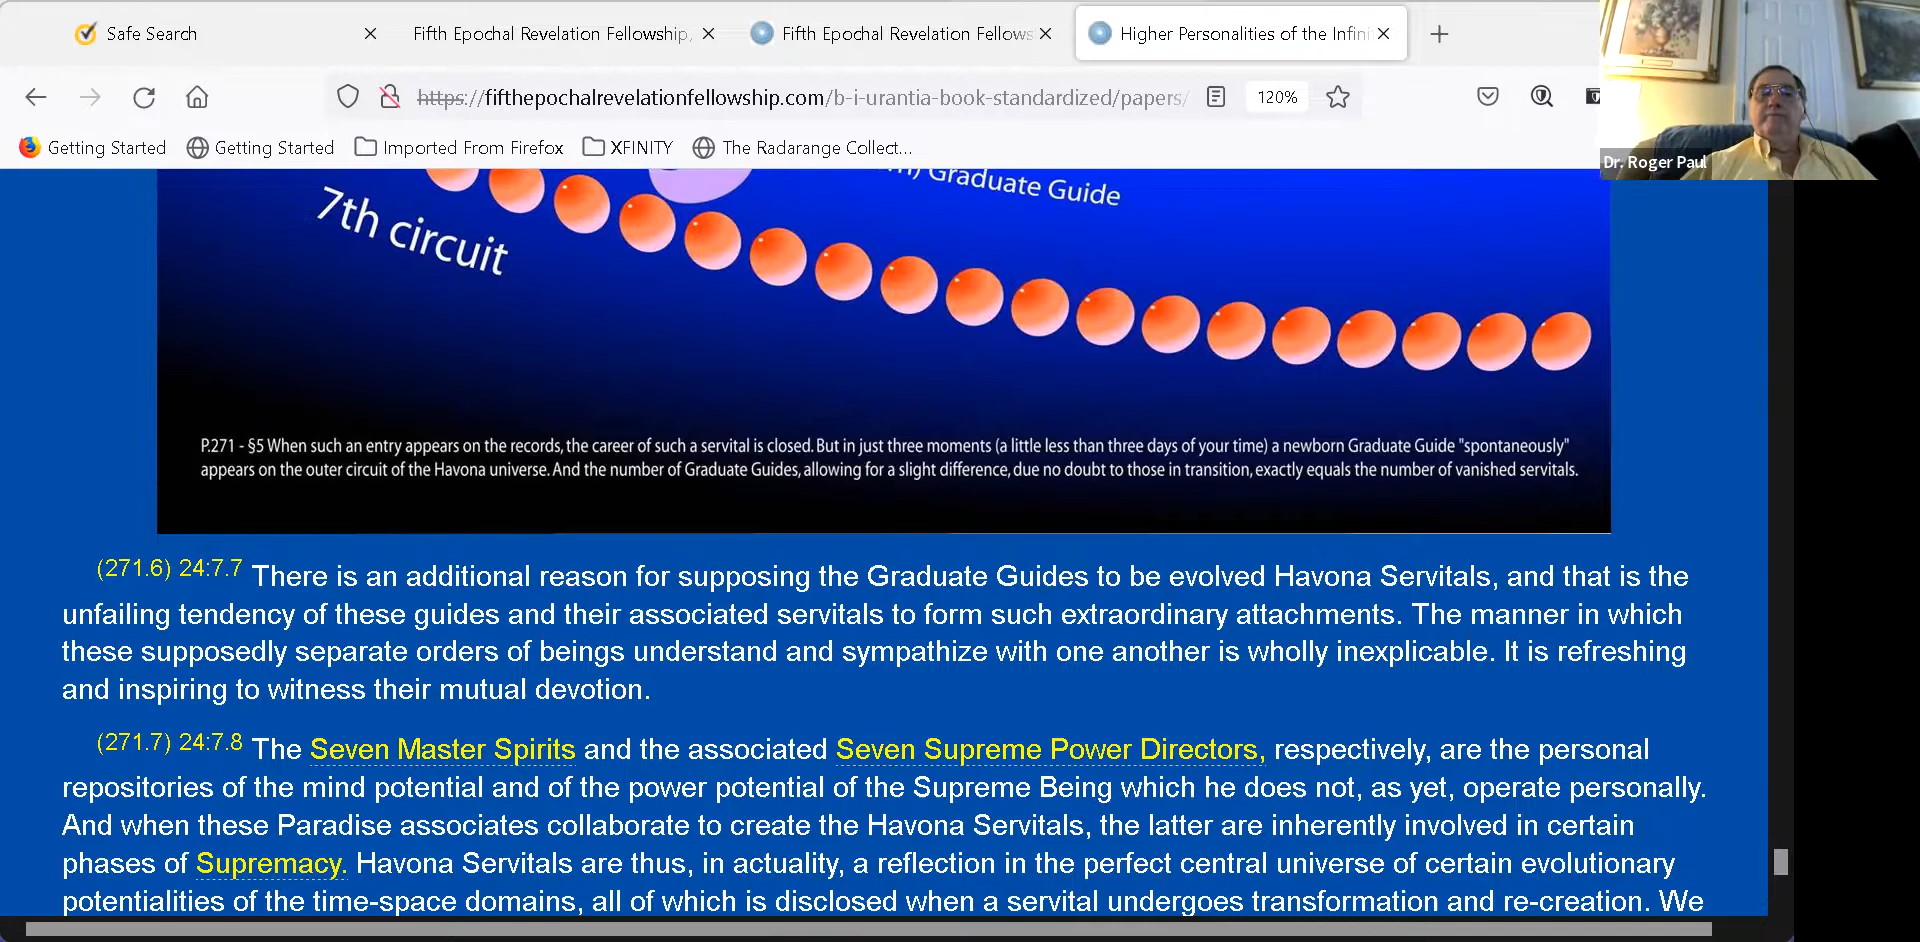 Safe Search
Fifth Epochal Revelation Fellowship,
Fifth Epochal Revelation Fellows
Higher Personalities of the Infini
https://fifthepochalrevelationfellowship.com/b-i-urantia-book-standardized/papers/
120%
Getting Started
Getting Started
Imported From Firefox
XFINITY
The Radarange Collect...
Dr. Roger Paul
Graduate Guide
7th circuit
P.271 - §5 When such an entry appears on the records, the career of such a servital is closed. But in just three moments (a little less than three days of your time) a newborn Graduate Guide "spontaneously"
appears on the outer circuit of the Havona universe. And the number of Graduate Guides, allowing for a slight difference, due no doubt to those in transition, exactly equals the number of vanished servitals.
(271.6) 24:7.7 There is an additional reason for supposing the Graduate Guides to be evolved Havona Servitals, and that is the
unfailing tendency of these guides and their associated servitals to form such extraordinary attachments. The manner in which
these supposedly separate orders of beings understand and sympathize with one another is wholly inexplicable. It is refreshing
and inspiring to witness their mutual devotion.
(271.7) 24:7.8 The Seven Master Spirits and the associated Seven Supreme Power Directors, respectively, are the personal
repositories of the mind potential and of the power potential of the Supreme Being which he does not, as yet, operate personally.
And when these Paradise associates collaborate to create the Havona Servitals, the latter are inherently involved in certain
phases of Supremacy. Havona Servitals are thus, in actuality, a reflection in the perfect central universe of certain evolutionary
potentialities of the time-space domains, all of which is disclosed when a servital undergoes transformation and re-creation. We